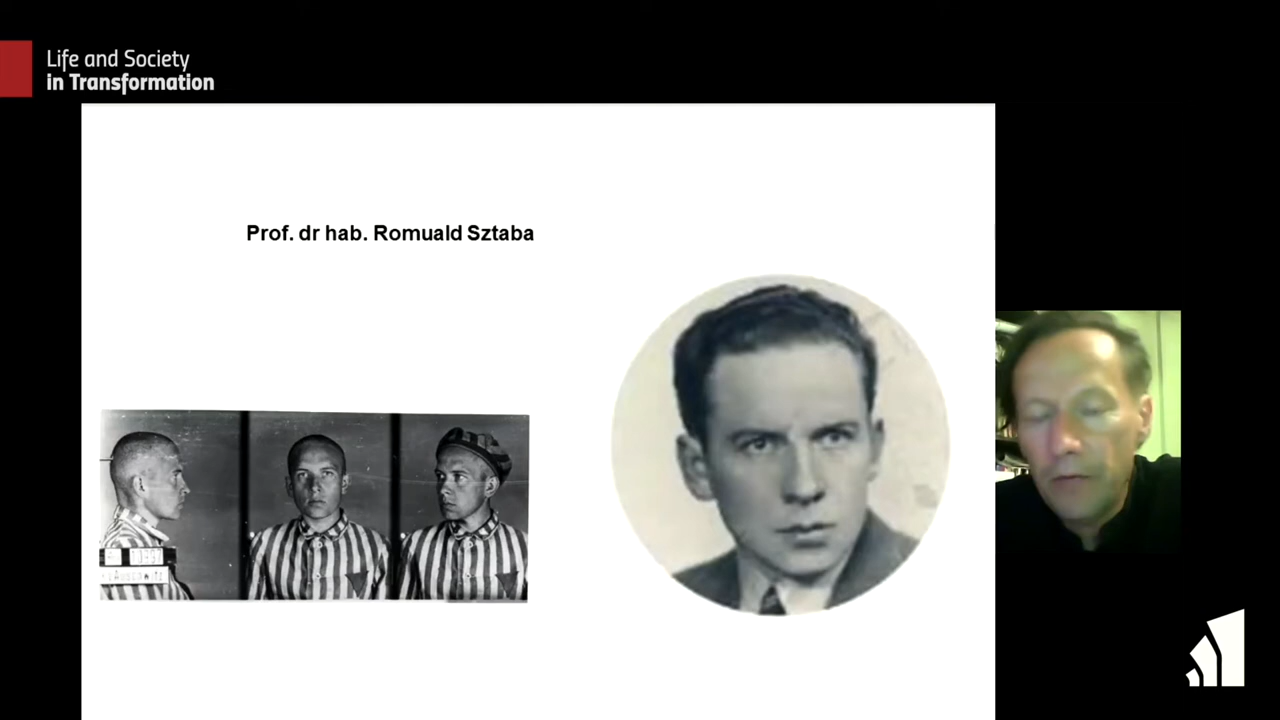 Life and Society
in Transformation
Prof. dr hab. Romuald Sztaba